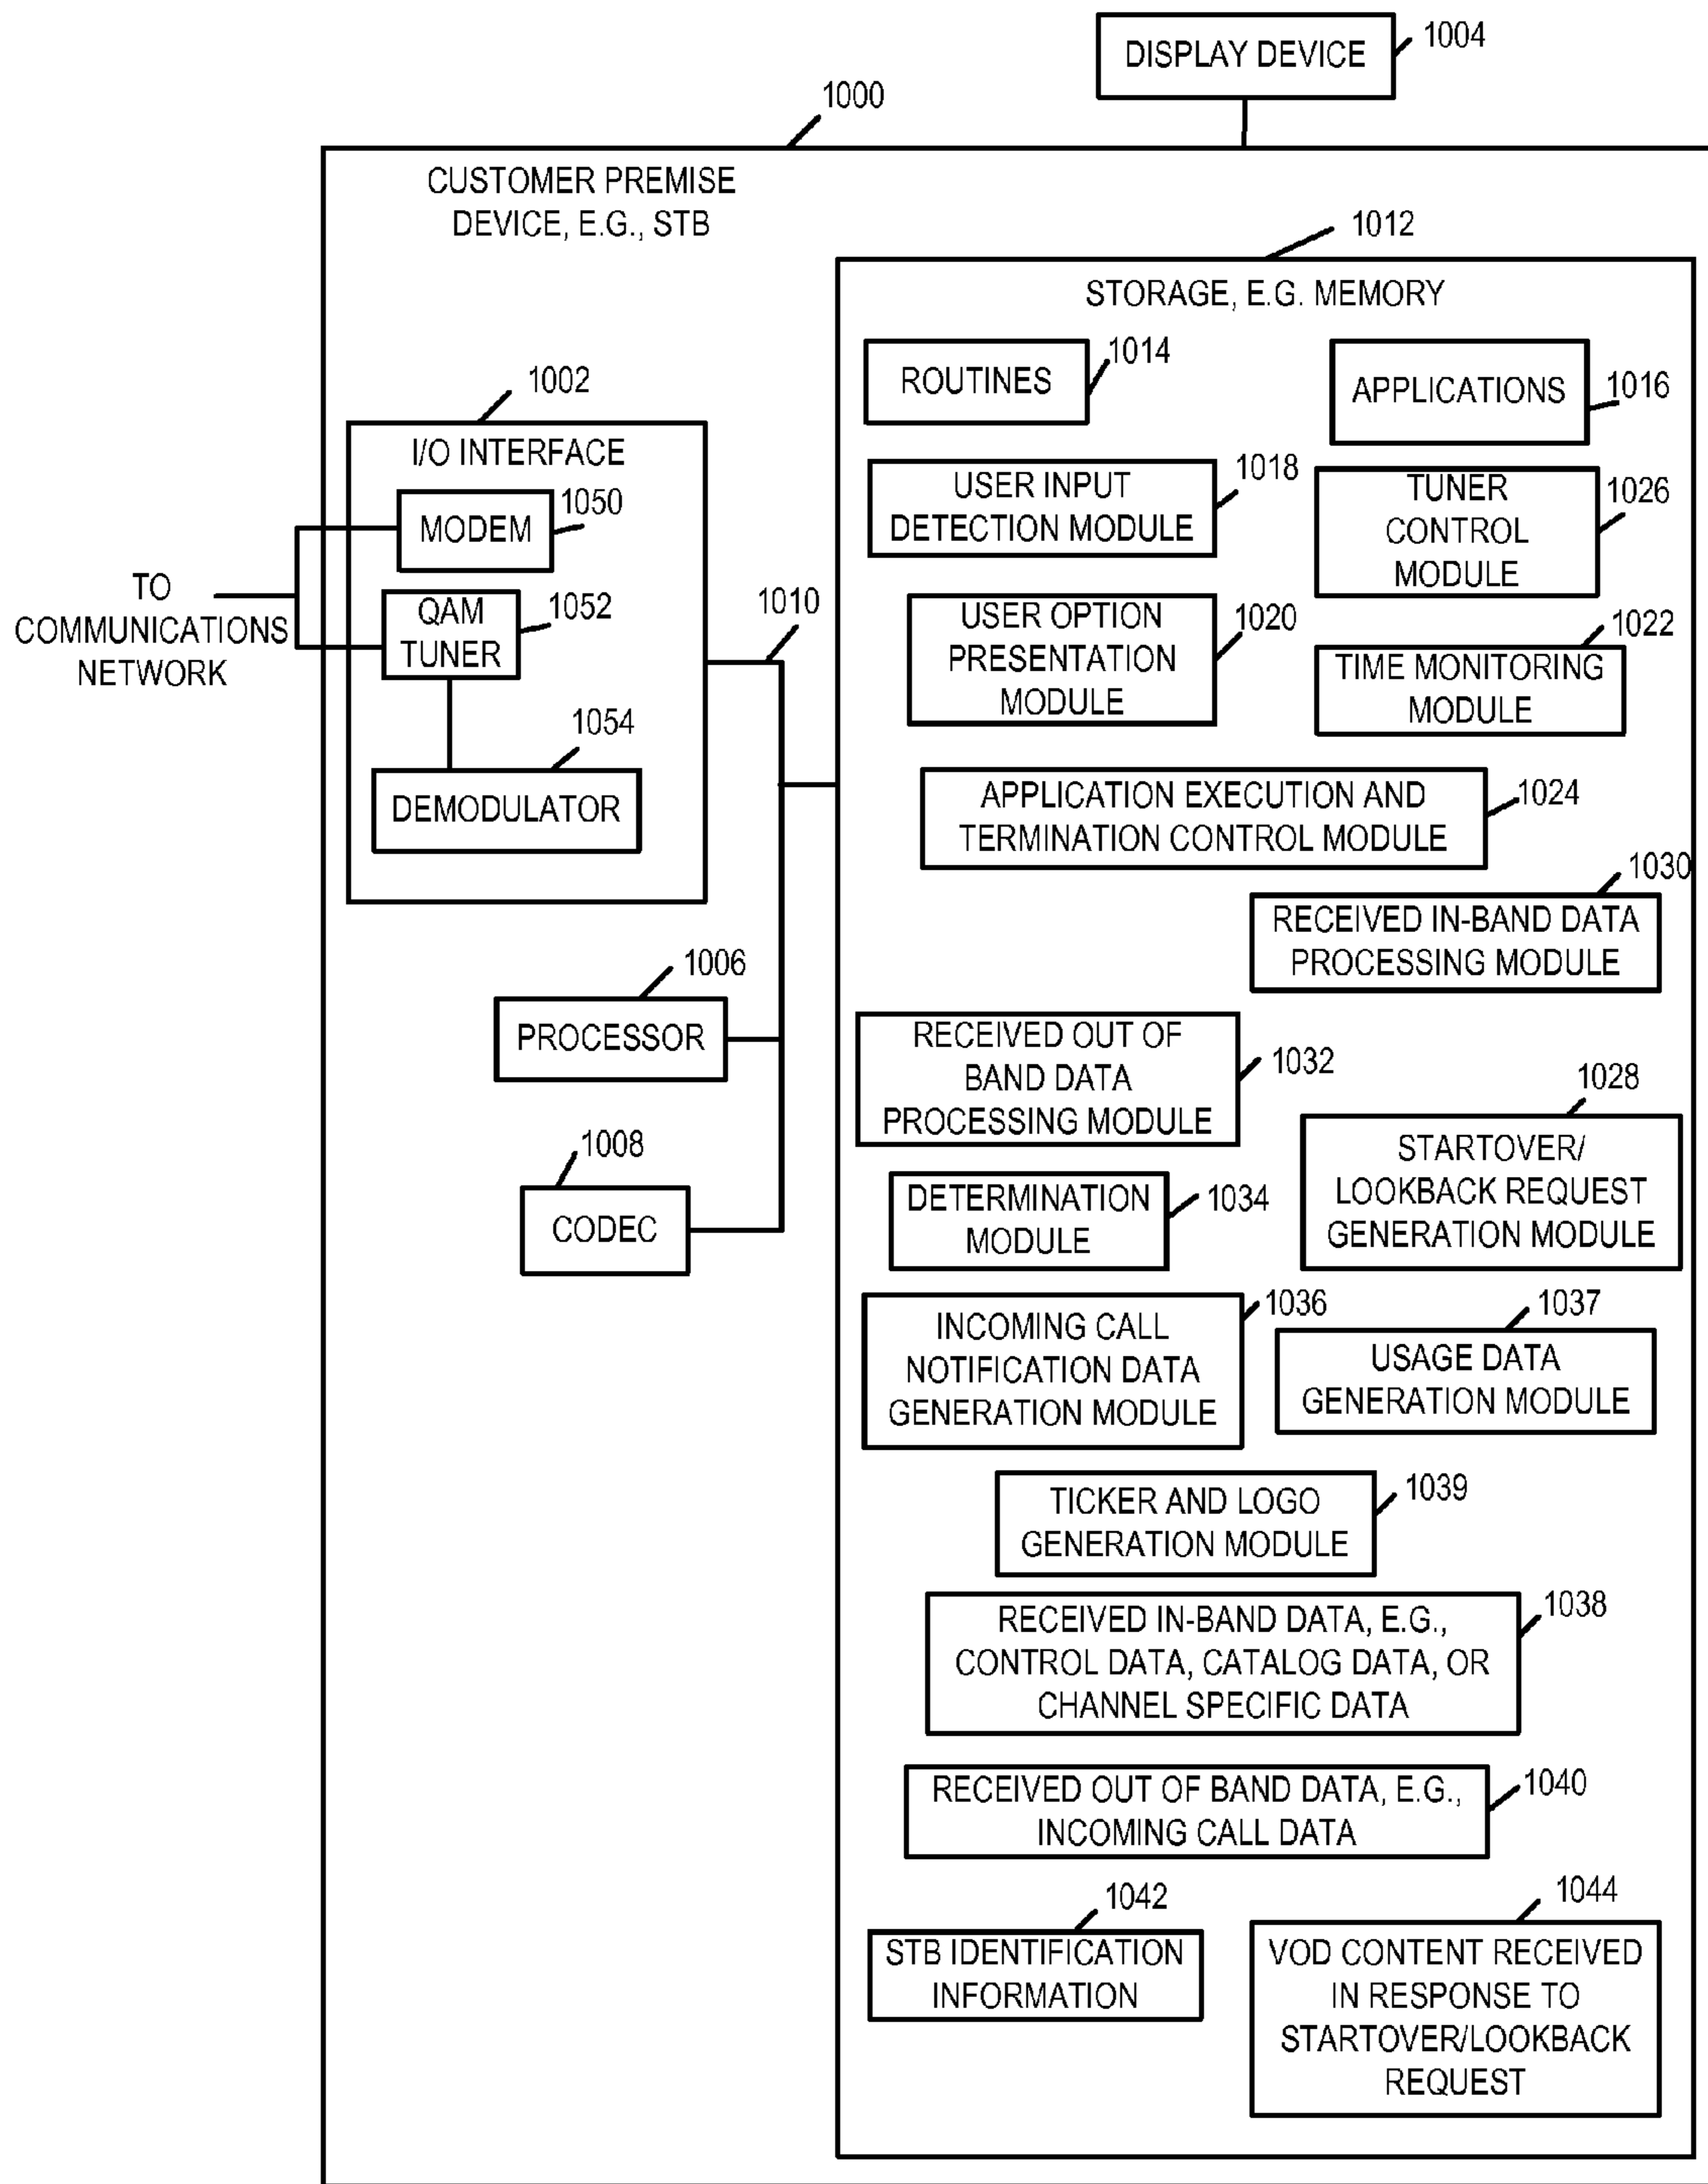 DISPLAY DEVICE
1004
1000
CUSTOMER PREMISE
DEVICE, E.G., STB
1012
STORAGE, E.G. MEMORY
ROUTINES
1014
APPLICATIONS
1016
1002
I/O INTERFACE
MODEM
1050
QAM
TUNER
1052
1054
DEMODULATOR
TO
COMMUNICATIONS
NETWORK
1010
USER INPUT
DETECTION MODULE
1018
TUNER
CONTROL
MODULE
1026
USER OPTION
PRESENTATION
MODULE
1020
1022
TIME MONITORING
MODULE
APPLICATION EXECUTION AND
TERMINATION CONTROL MODULE
1024
1030
RECEIVED IN-BAND DATA
PROCESSING MODULE
1006
PROCESSOR
RECEIVED OUT OF
BAND DATA
PROCESSING MODULE
1032
1028
STARTOVER/
LOOKBACK REQUEST
GENERATION MODULE
1008
CODEC
DETERMINATION
MODULE
1034
INCOMING CALL
NOTIFICATION DATA
GENERATION MODULE
1036
1037
USAGE DATA
GENERATION MODULE
TICKER AND LOGO
GENERATION MODULE
1039
RECEIVED IN-BAND DATA, E.G.,
CONTROL DATA, CATALOG DATA, OR
CHANNEL SPECIFIC DATA
1038
RECEIVED OUT OF BAND DATA, E.G.,
INCOMING CALL DATA
1040
1042
STB IDENTIFICATION
INFORMATION
1044
VOD CONTENT RECEIVED
IN RESPONSE TO
STARTOVER/LOOKBACK
REQUEST